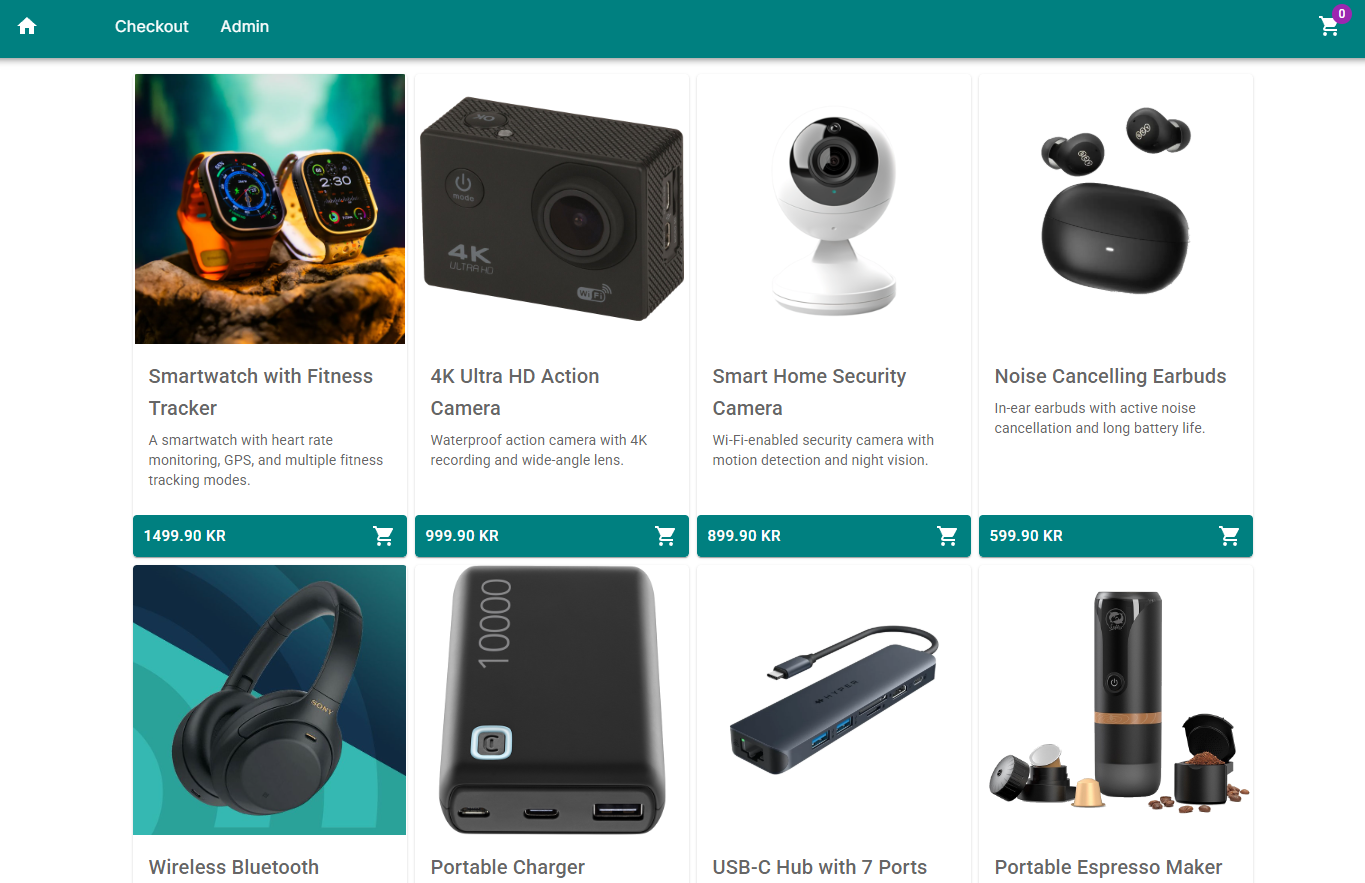 Checkout
Admin
0
2:30
OK
mode
4K
ULTRA HD
WiFi
Smartwatch with Fitness
Tracker
A smartwatch with heart rate
monitoring, GPS, and multiple fitness
tracking modes.
1499.90 KR
4K Ultra HD Action
Camera
Waterproof action camera with 4K
recording and wide-angle lens.
999.90 KR
Smart Home Security
Camera
Wi-Fi-enabled security camera with
motion detection and night vision.
899.90 KR
Noise Cancelling Earbuds
In-ear earbuds with active noise
cancellation and long battery life.
599.90 KR
SONY
10000
HYPER
Wireless Bluetooth
Portable Charger
USB-C Hub with 7 Ports
Portable Espresso Maker